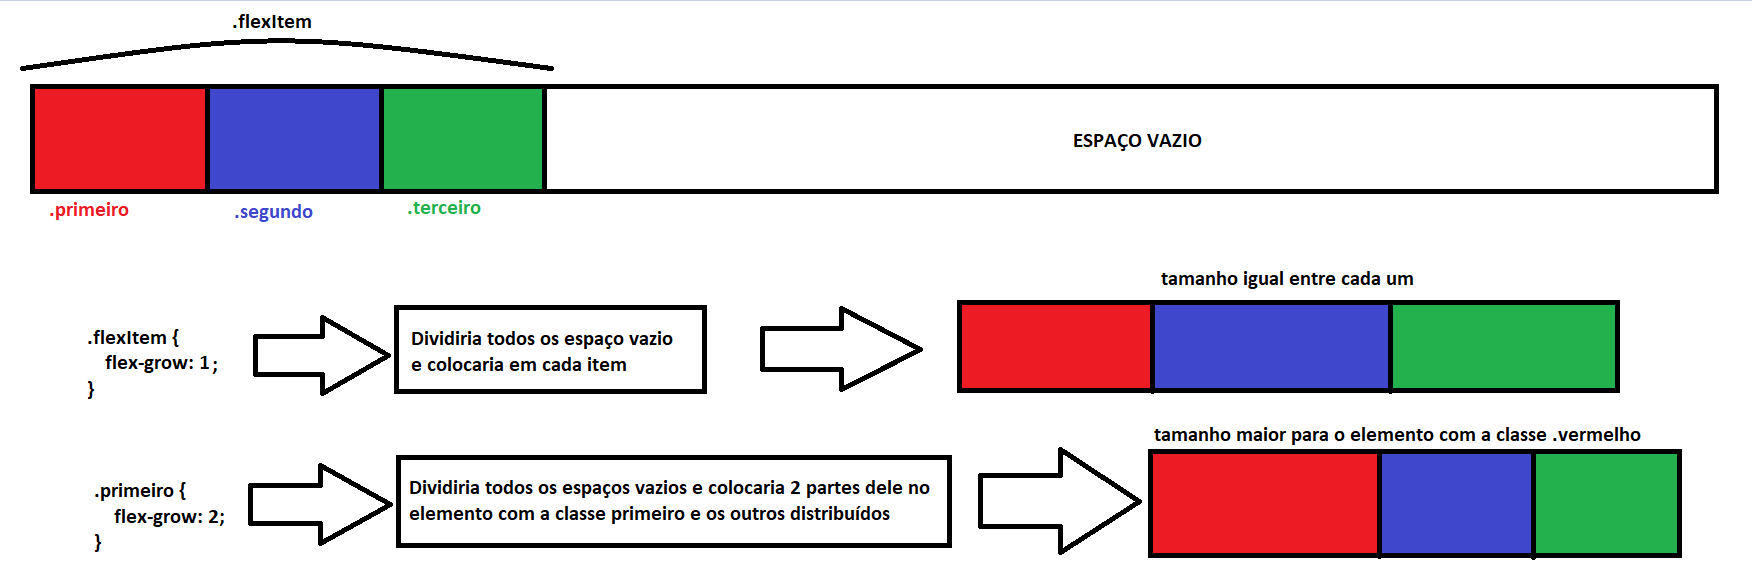 .flexItem
ESPAÇO VAZIO
.primeiro
.segundo
.terceiro
tamanho igual entre cada um
.flexItem {
flex-grow: 1;
}
Dividiria todos os espaço vazio
e colocaria em cada item
tamanho maior para o elemento com a classe .vermelho
.primeiro {
flex-grow: 2;
}
Dividiria todos os espaços vazios e colocaria 2 partes dele no
elemento com a classe primeiro e os outros distribuídos